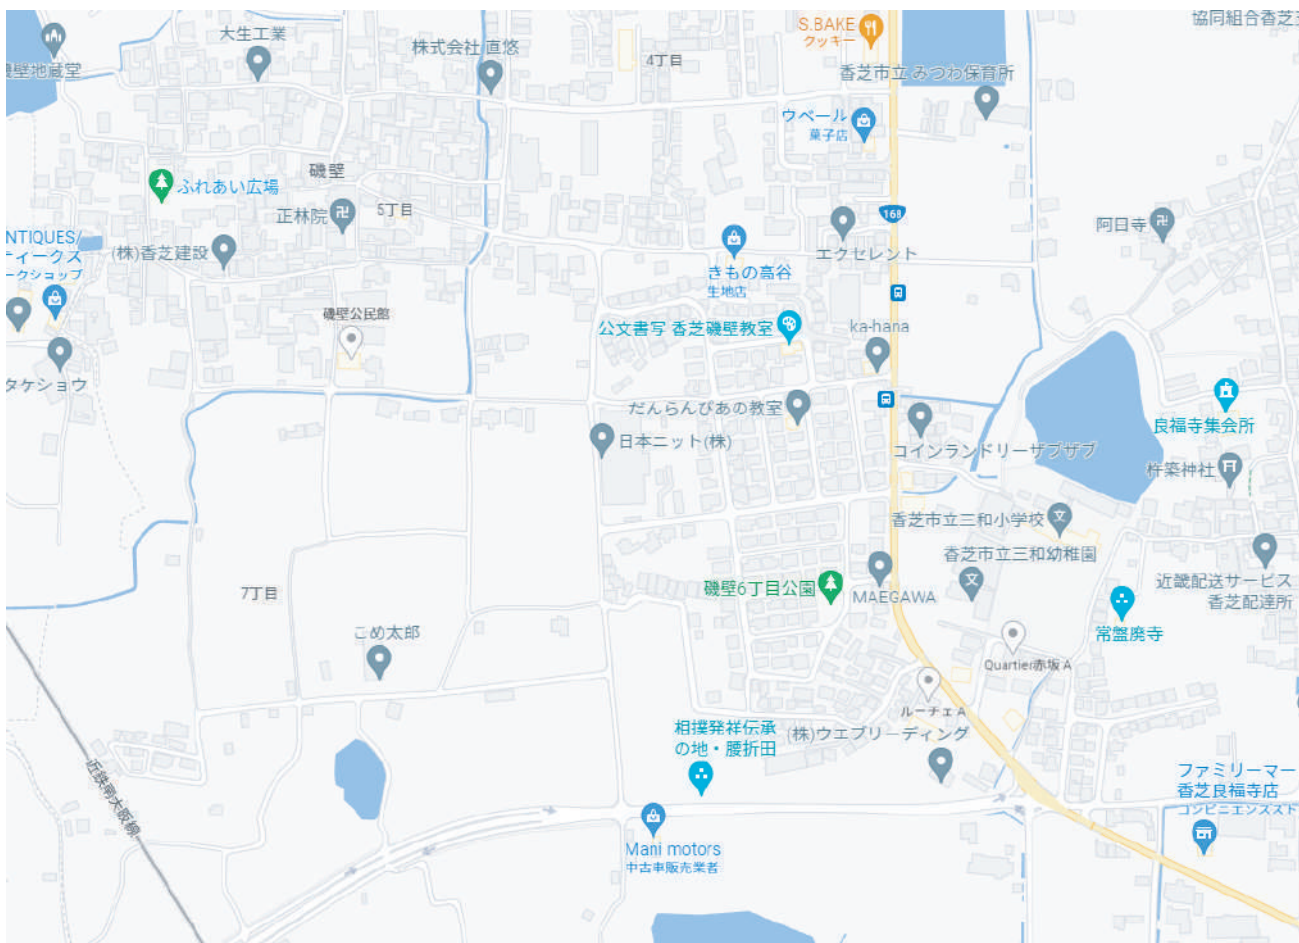 協同組合香芝
S.BAKE
クッキー
大生工業
株式会社 直悠
4丁目
磯壁地蔵堂
香芝市立 みつわ保育所
ウベール
菓子店
磯壁
ふれあい広場
正林院
5丁目
168
阿日寺
NTIQUES/
ティークス
ークショップ
(株)香芝建設
エクセレント
きもの高谷
生地店
磯壁公民館
公文書写 香芝磯壁教室
ka-hana
タケショウ
だんらんぴあの教室
日本ニット(株)
コインランドリーザブザブ
良福寺集会所
杵築神社
香芝市立三和小学校
香芝市立三和幼稚園
7丁目
磯壁6丁目公園
MAEGAWA
近畿配送サービス
香芝配達所
こめ太郎
常盤廃寺
Quartier赤坂 A
ルーチェ A
相撲発祥伝承
の地・腰折田
(株)ウエブリーディング
近鉄南大阪線
ファミリーマー
香芝良福寺店
コンビニエンススト
Mani motors
中古車販売業者